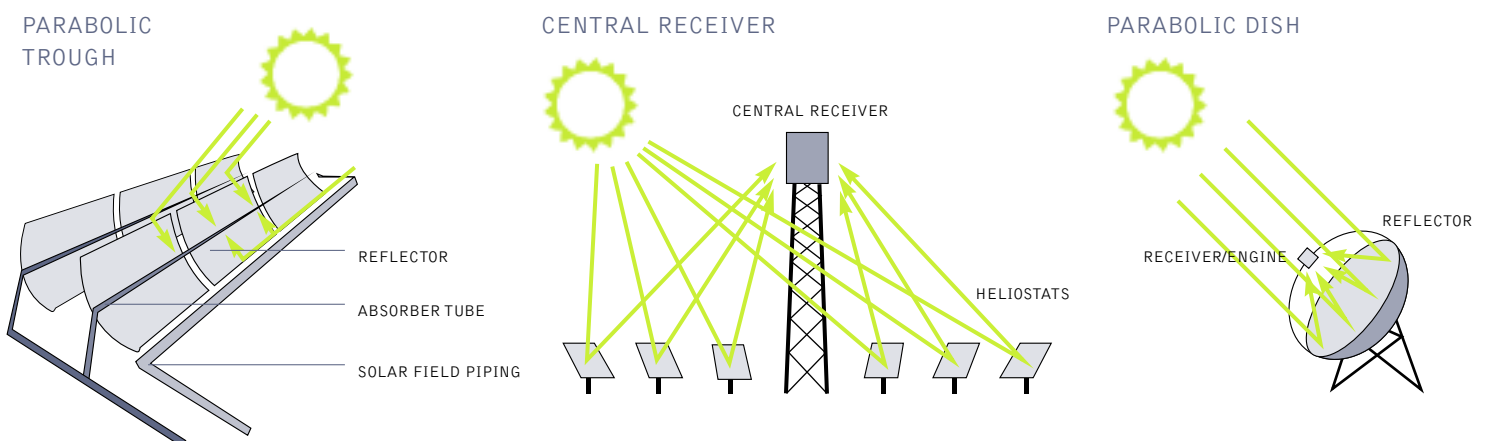 PARABOLIC
TROUGH
REFLECTOR
ABSORBER TUBE
SOLAR FIELD PIPING
CENTRAL RECEIVER
CENTRAL RECEIVER
HELIOSTATS
PARABOLIC DISH
REFLECTOR
RECEIVER/ENGINE